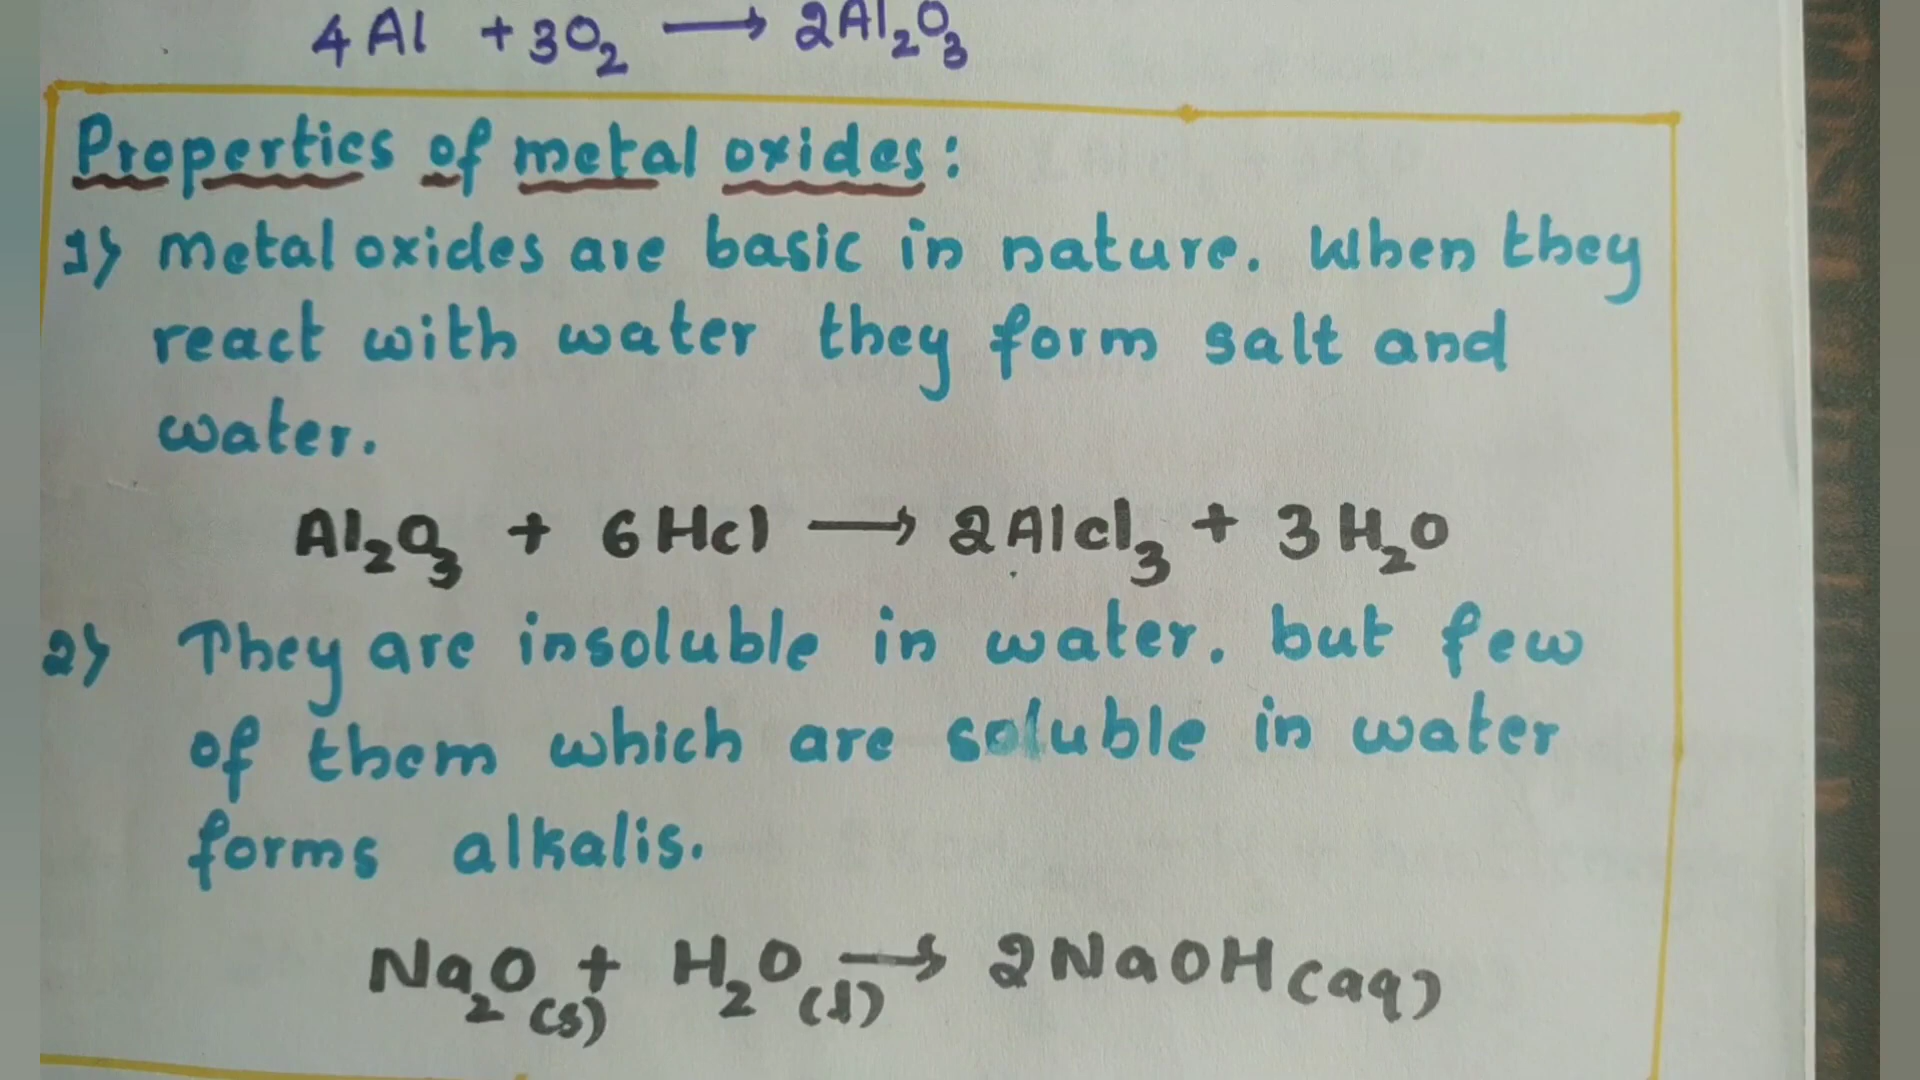 4Al + 3O₂ → 2Al₂O₃
Properties of metal oxides:
1) metal oxides are basic in nature. When they
react with water they form salt and
water.
Al₂O₃ + 6Hcl → 2Alcl₃ + 3H₂O
2) They are insoluble in water. but few
of them which are soluble in water
forms alkalis.
Na₂O(s) + H₂O(l) → 2NaOH(aq)